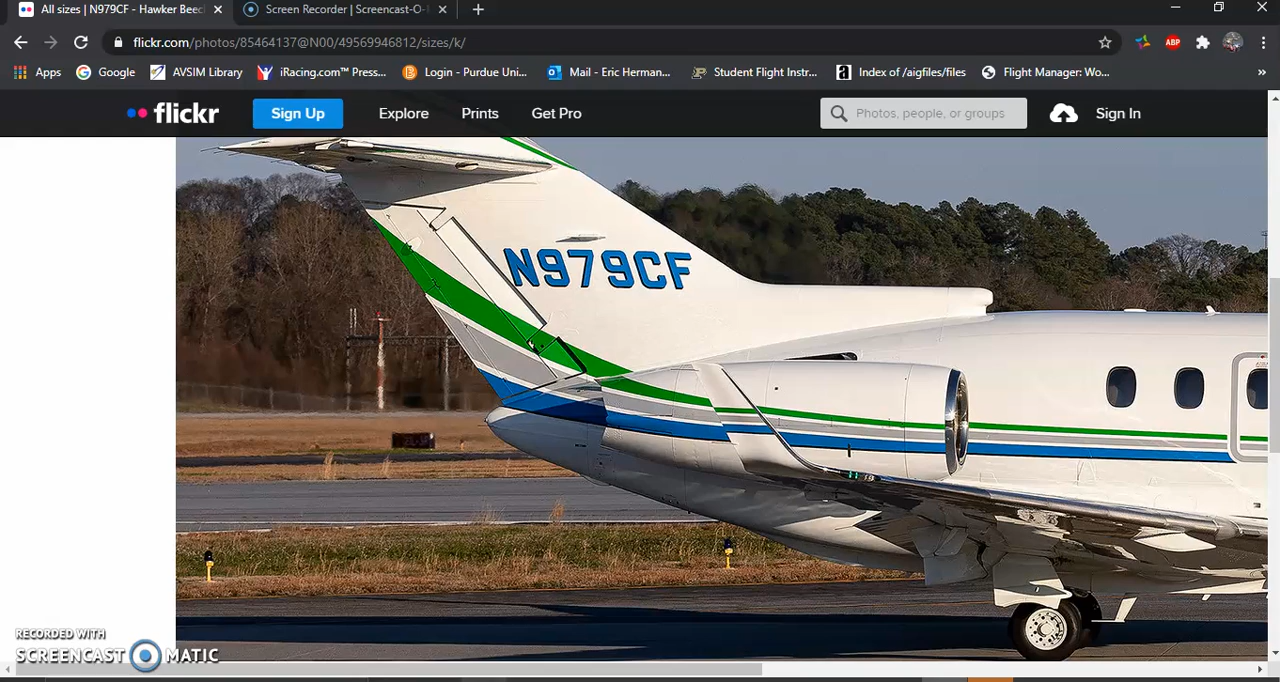 All sizes | N979CF - Hawker Beec
Screen Recorder | Screencast-O-
flickr.com/photos/85464137@N00/49569946812/sizes/k/
ABP
Apps
Google
AVSIM Library
iRacing.com™ Press...
Login - Purdue Uni...
Mail - Eric Herman...
Student Flight Instr...
Index of /aigfiles/files
Flight Manager: Wo...
»
flickr
Sign Up
Explore
Prints
Get Pro
Photos, people, or groups
Sign In
N979CF
RECORDED WITH
SCREENCAST MATIC